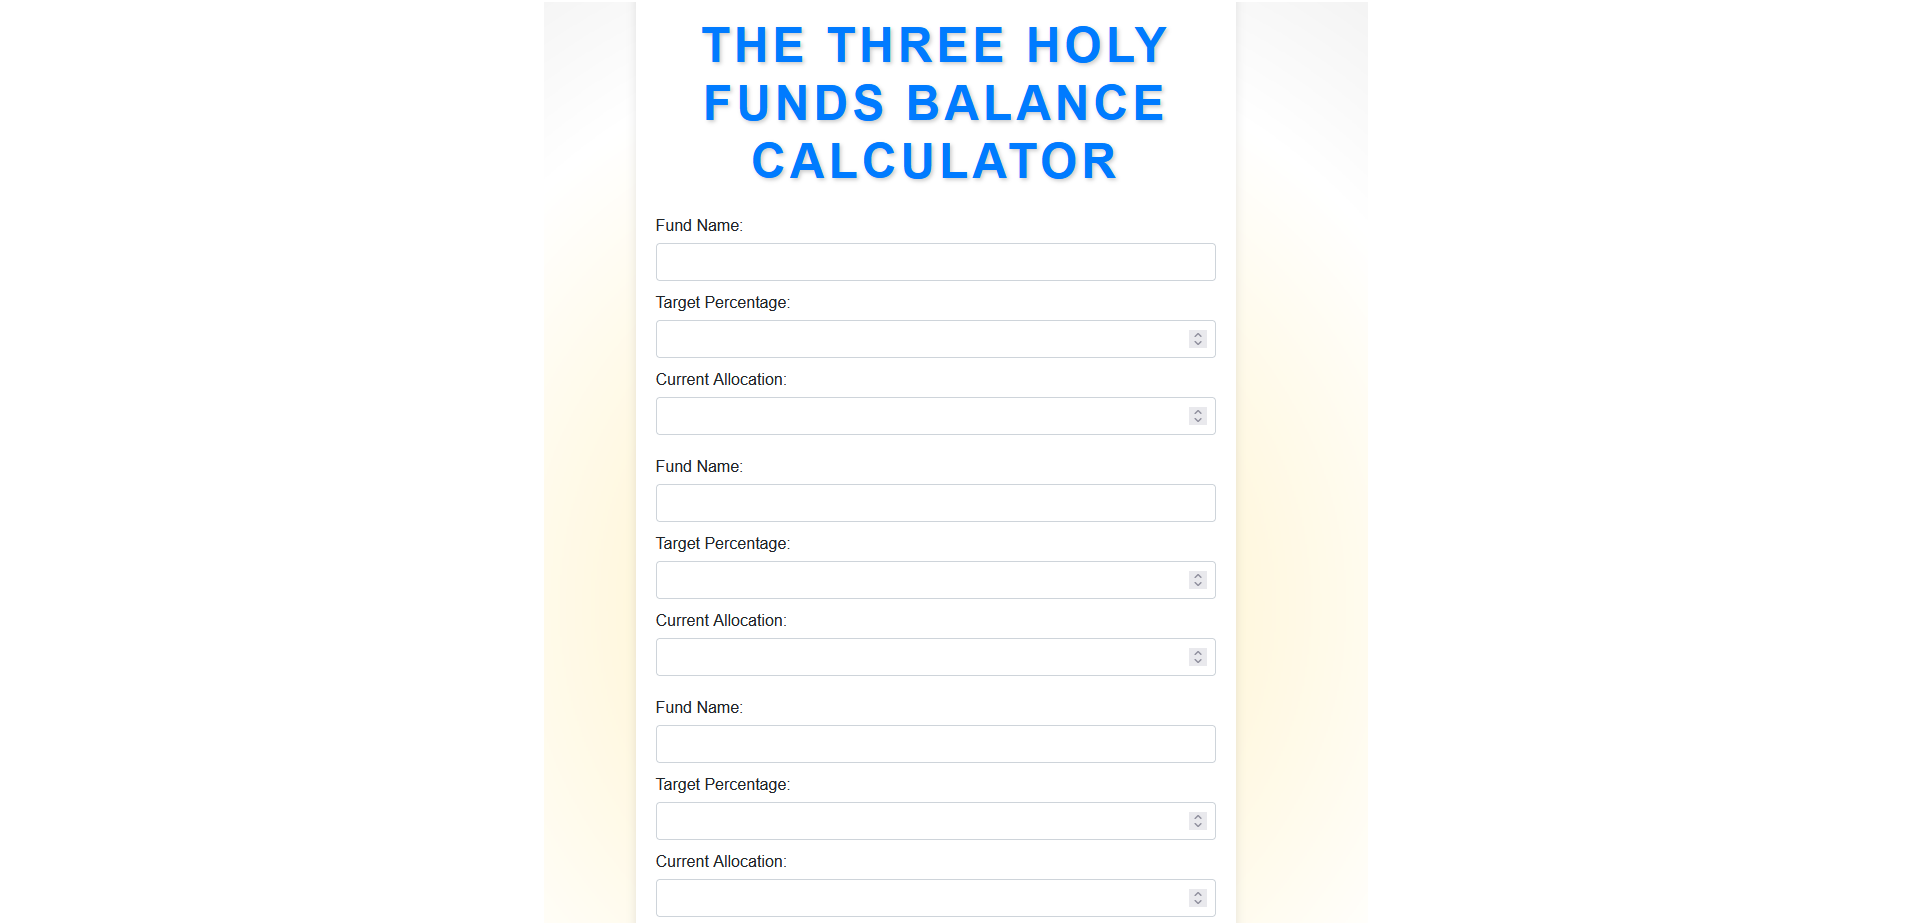 THE THREE HOLY
FUNDS BALANCE
CALCULATOR
Fund Name:
Target Percentage:
Current Allocation:
Fund Name:
Target Percentage:
Current Allocation:
Fund Name:
Target Percentage:
Current Allocation: